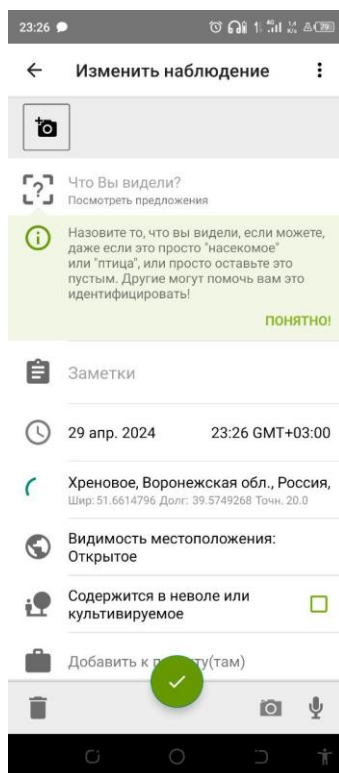 23:26
Изменить наблюдение
Что Вы видели?
Посмотреть предложения
Назовите то, что вы видели, если можете,
даже если это просто "насекомое"
или "птица", или просто оставьте это
пустым. Другие могут помочь вам это
идентифицировать!
ПОНЯТНО!
Заметки
29 апр. 2024 23:26 GMT+03:00
Хреновое, Воронежская обл., Россия,
Шир: 51.6614796 Долг: 39.5749268 Точн. 20.0
Видимость местоположения:
Открытое
Содержится в неволе или
культивируемое
Добавить к ту(там)